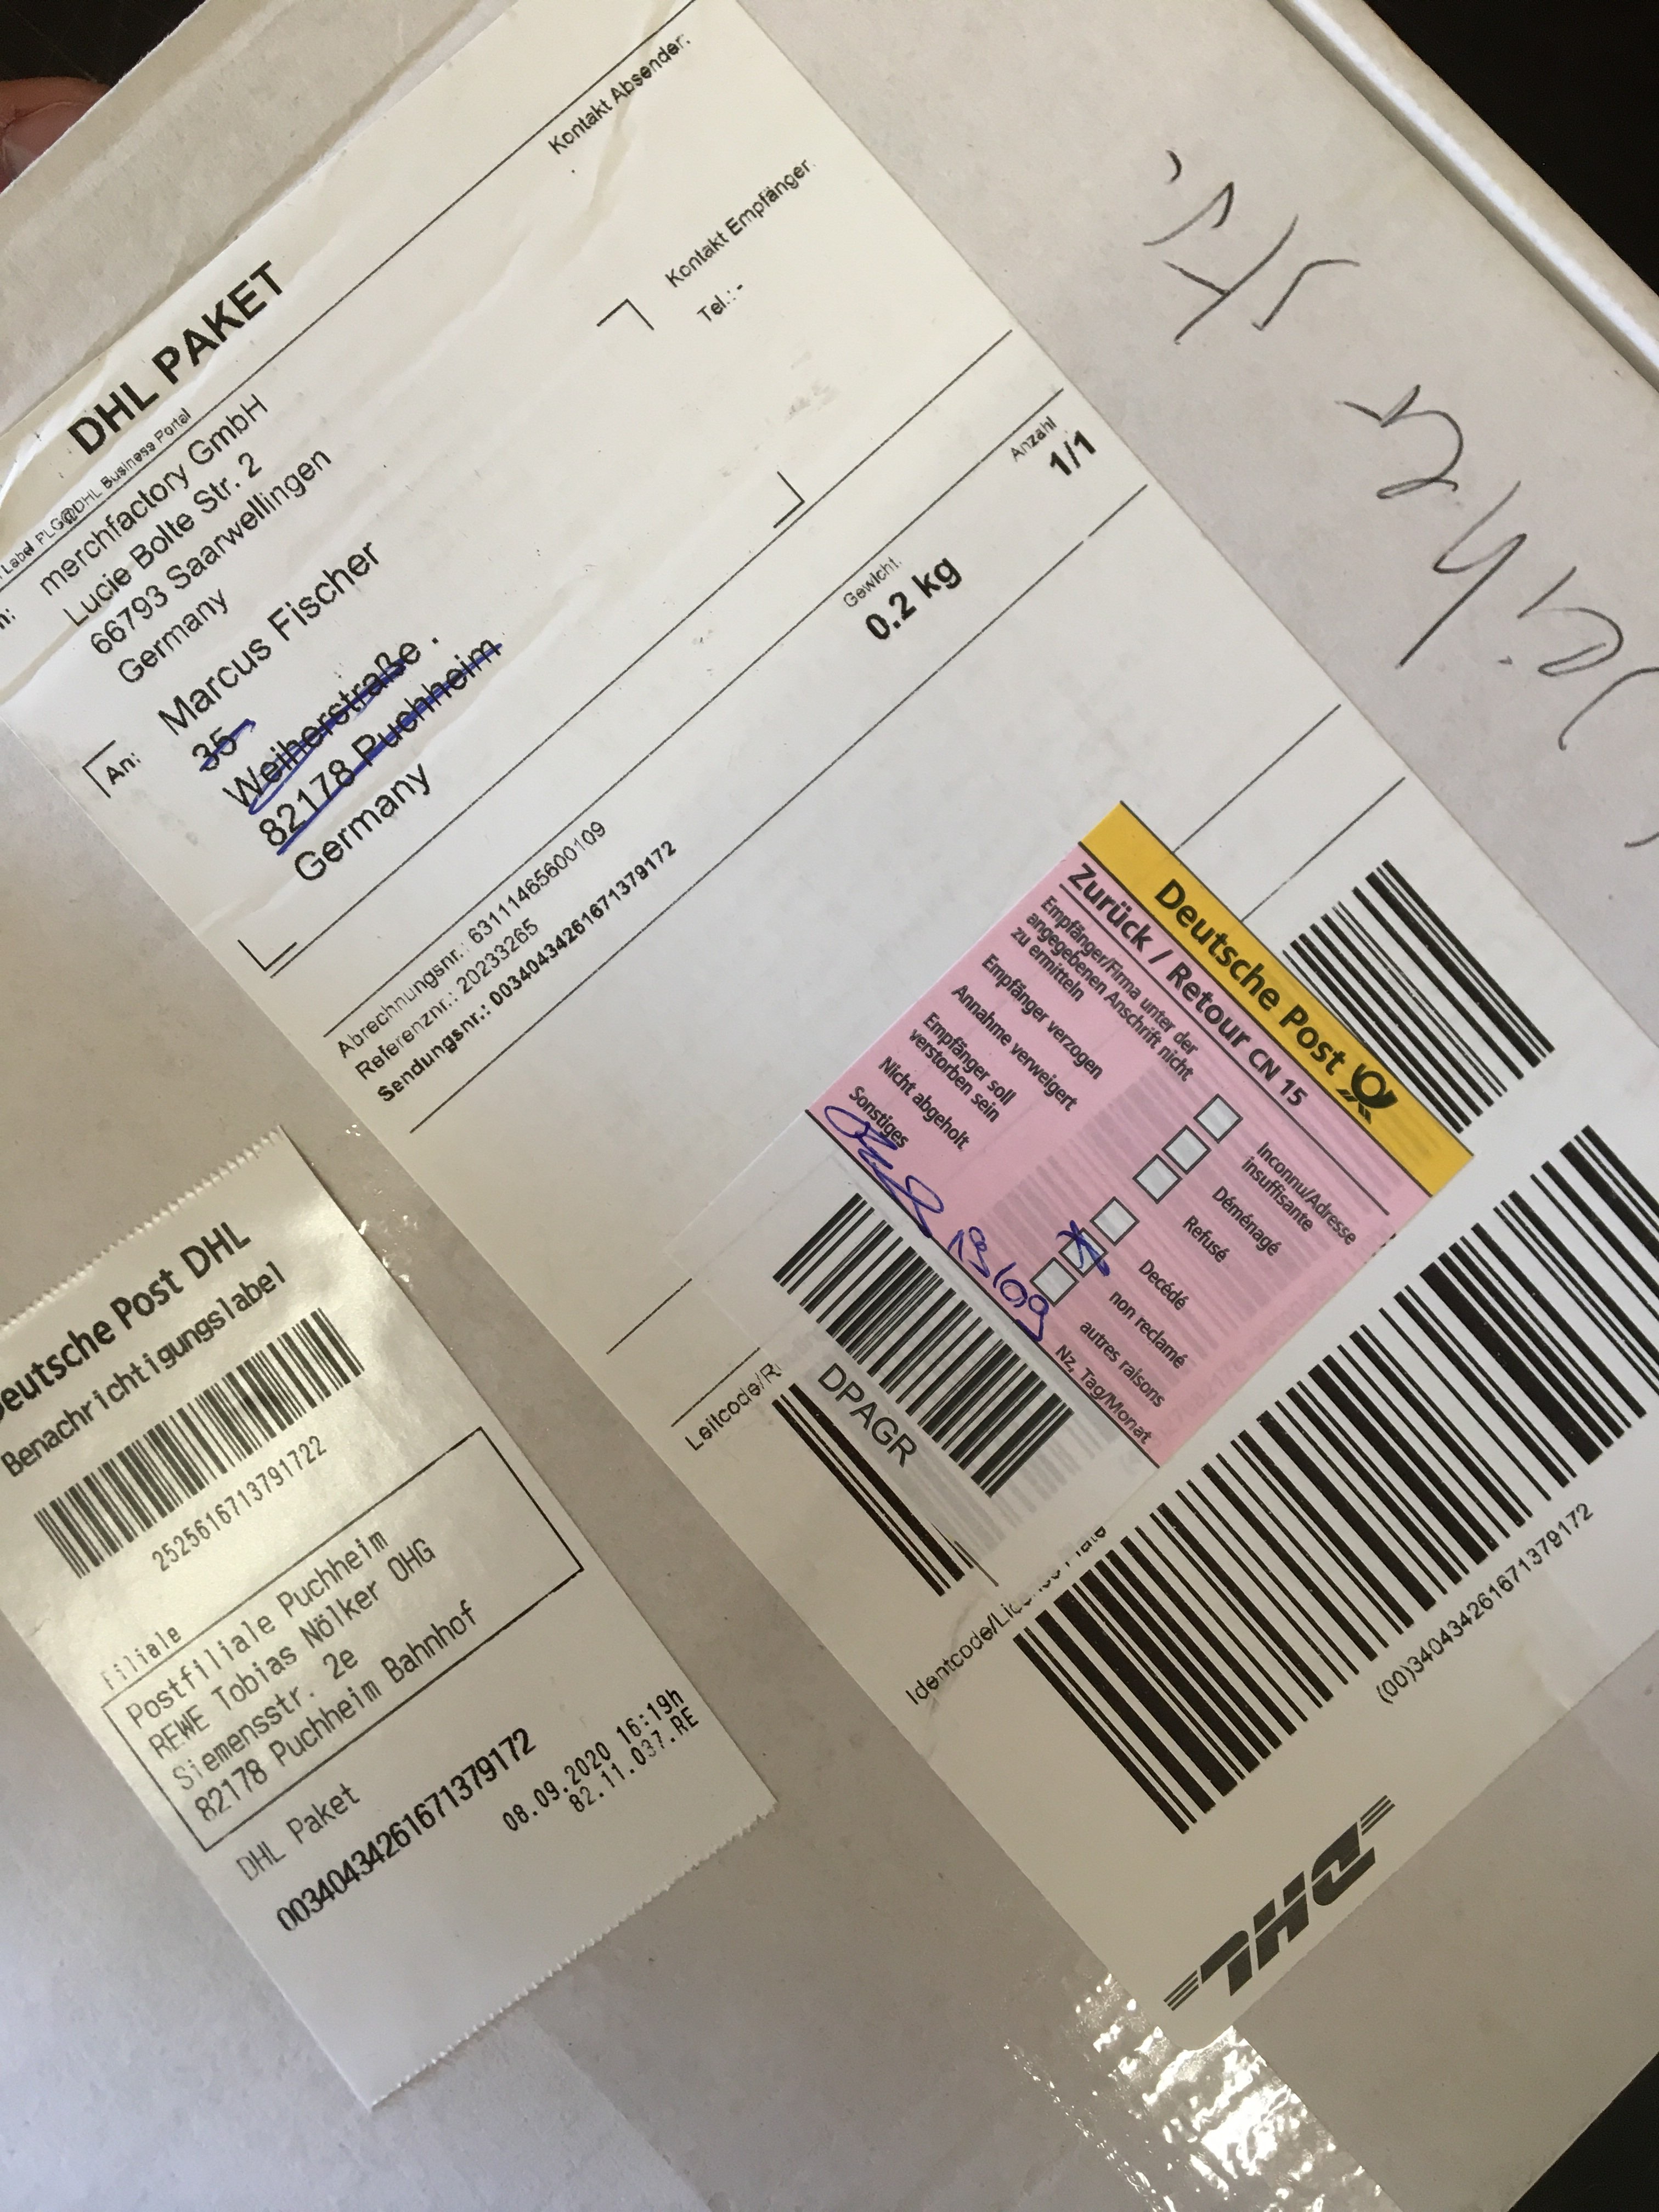 DHL PAKET
Label PLG@DHL Business Portal
merchfactory GmbH
Lucie Bolte Str. 2
66793 Saarwellingen
Germany
Kontakt Absender:
An:
Marcus Fischer
35
Weiherstraße .
82178 Puchheim
Germany
Kontakt Empfänger:
Tel.: -
Abrechnungsnr.: 63111465600109
Referenznr.: 20233265
Sendungsnr.: 00340434261671379172
Gewicht:
0.2 kg
Anzahl
1/1
Deutsche Post
Zurück / Retour CN 15
Empfänger/Firma unter der
angegebenen Anschrift nicht
zu ermitteln
Inconnu/Adresse
insuffisante
Empfänger verzogen
Déménagé
Annahme verweigert
Refusé
Empfänger soll
verstorben sein
Decédé
Nicht abgeholt
non reclamé
Sonstiges
autres raisons
Nz, Tag/Monat
DPAGR
(00)340434261671379172
DHL
Deutsche Post DHL
Benachrichtigungslabel
2525616713791722
Filiale
Postfiliale Puchheim
REWE Tobias Nölker OHG
Siemensstr. 2e
82178 Puchheim Bahnhof
DHL Paket
00340434261671379172
08.09.2020 16:19h
82.11.037.RE